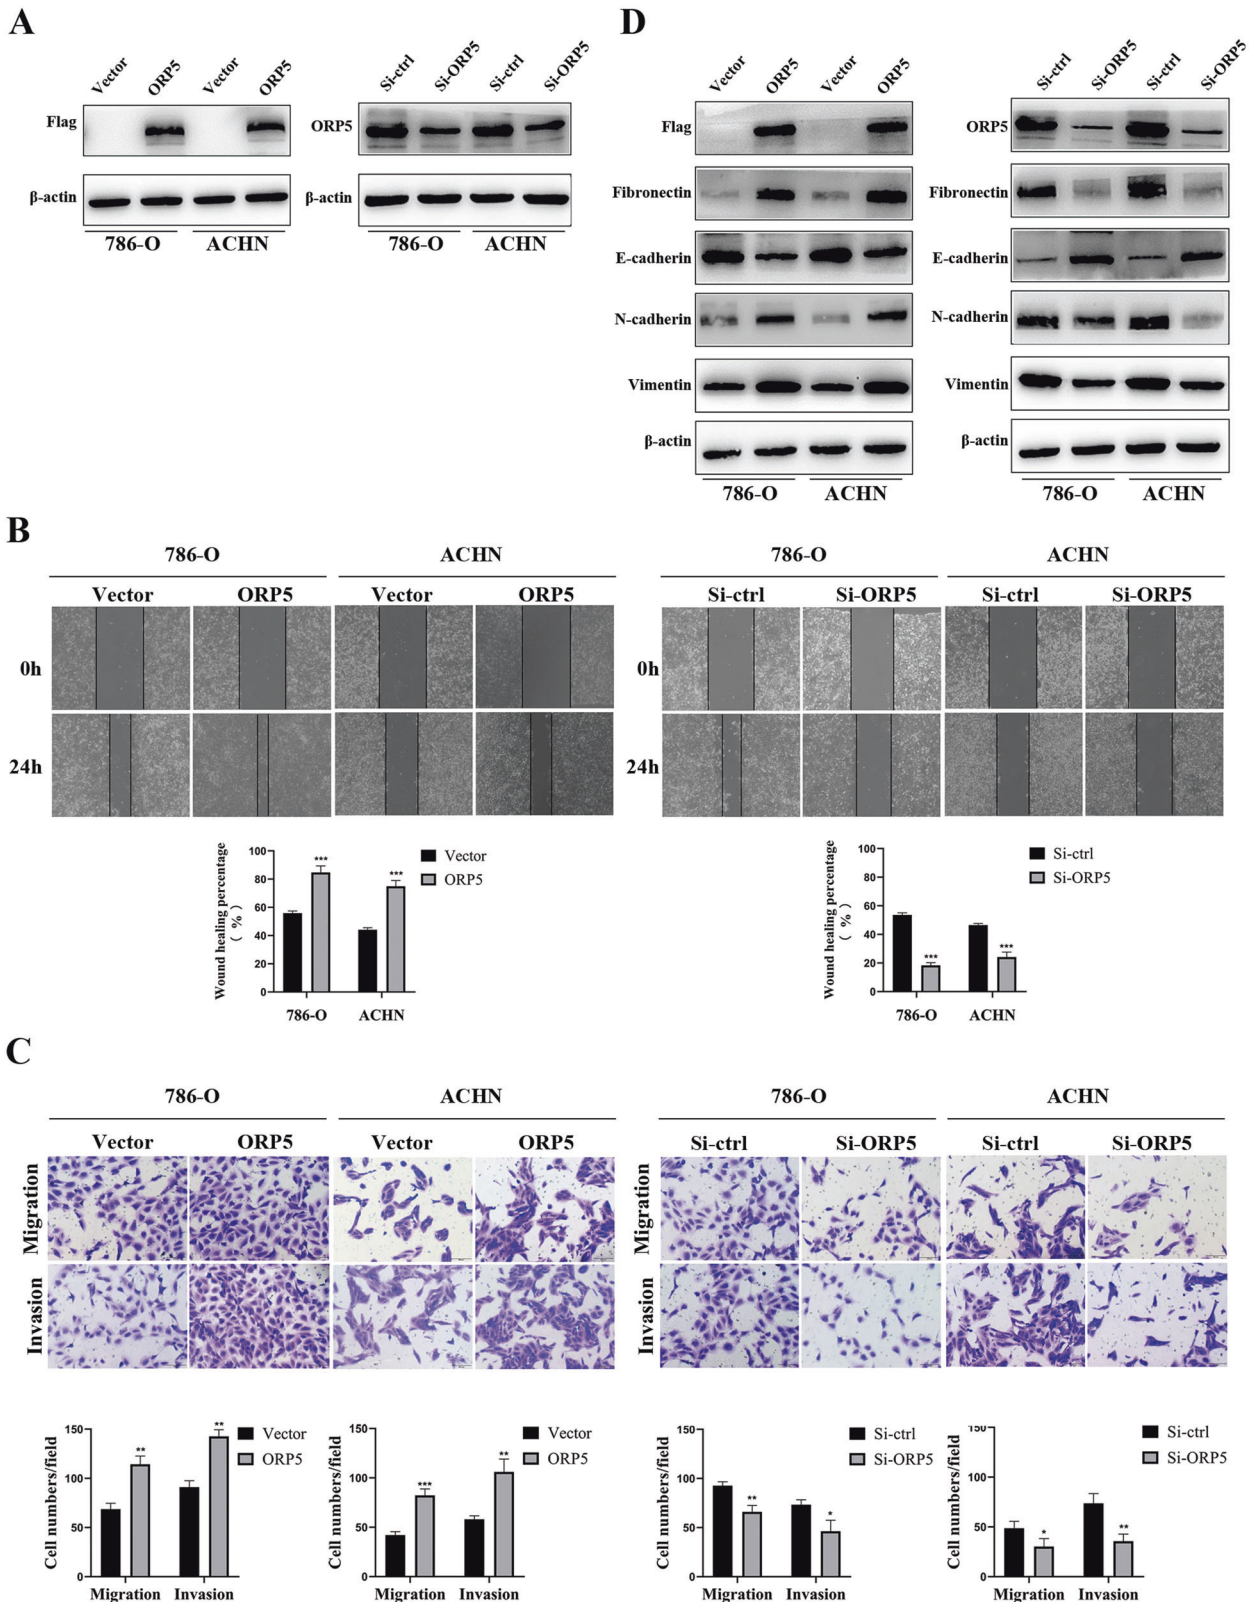 A
Vector
ORP5
Vector
ORP5
Si-ctrl
Si-ORP5
Si-ctrl
Si-ORP5
Flag
ORP5
β-actin
β-actin
786-O
ACHN
786-O
ACHN
D
Vector
ORP5
Vector
ORP5
Si-ctrl
Si-ORP5
Si-ctrl
Si-ORP5
Flag
ORP5
Fibronectin
Fibronectin
E-cadherin
E-cadherin
N-cadherin
N-cadherin
Vimentin
Vimentin
β-actin
β-actin
786-O
ACHN
786-O
ACHN
B
786-O
ACHN
786-O
ACHN
Vector
ORP5
Vector
ORP5
Si-ctrl
Si-ORP5
Si-ctrl
Si-ORP5
0h
0h
24h
24h
Wound healing percentage
( % )
100
80
60
40
20
0
***
***
Vector
ORP5
786-O
ACHN
Wound healing percentage
( % )
100
80
60
40
20
0
***
***
Si-ctrl
Si-ORP5
786-O
ACHN
C
786-O
ACHN
786-O
ACHN
Vector
ORP5
Vector
ORP5
Si-ctrl
Si-ORP5
Si-ctrl
Si-ORP5
Migration
Migration
Invasion
Invasion
Cell numbers/field
150
100
50
0
**
**
Vector
ORP5
Migration
Invasion
Cell numbers/field
150
100
50
0
***
**
Vector
ORP5
Migration
Invasion
Cell numbers/field
150
100
50
0
**
*
Si-ctrl
Si-ORP5
Migration
Invasion
Cell numbers/field
150
100
50
0
*
**
Si-ctrl
Si-ORP5
Migration
Invasion